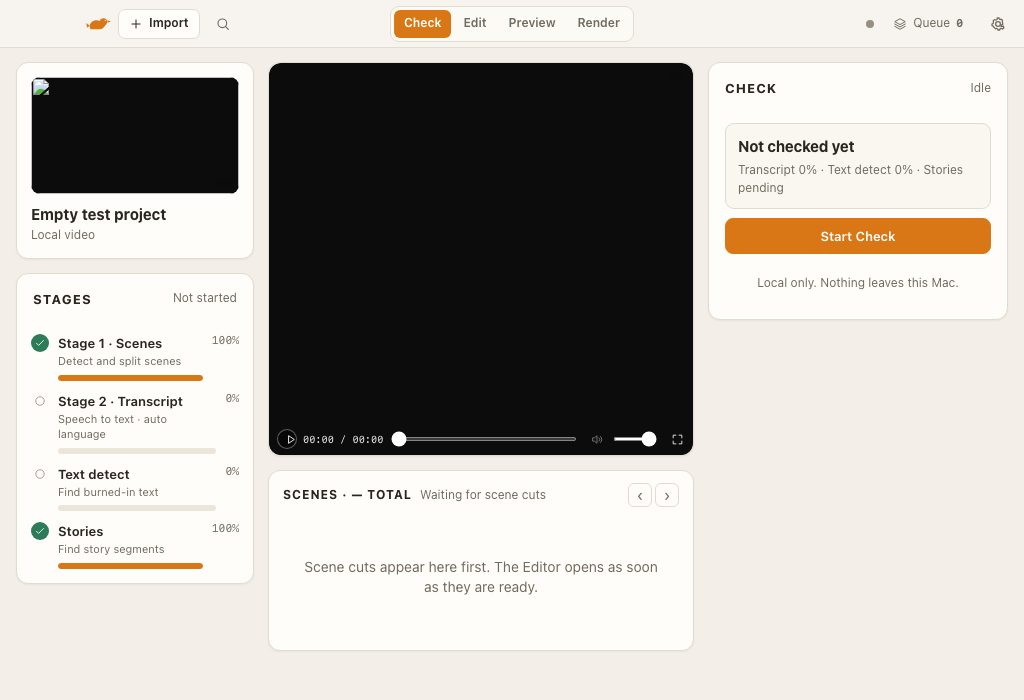 Import
Check
Edit
Preview
Render
Queue 0
Empty test project
Local video
STAGES
Not started
Stage 1 · Scenes
100%
Detect and split scenes
Stage 2 · Transcript
0%
Speech to text · auto
language
Text detect
0%
Find burned-in text
Stories
100%
Find story segments
00:00 / 00:00
SCENES · — TOTAL
Waiting for scene cuts
Scene cuts appear here first. The Editor opens as soon
as they are ready.
CHECK
Idle
Not checked yet
Transcript 0% · Text detect 0% · Stories
pending
Start Check
Local only. Nothing leaves this Mac.